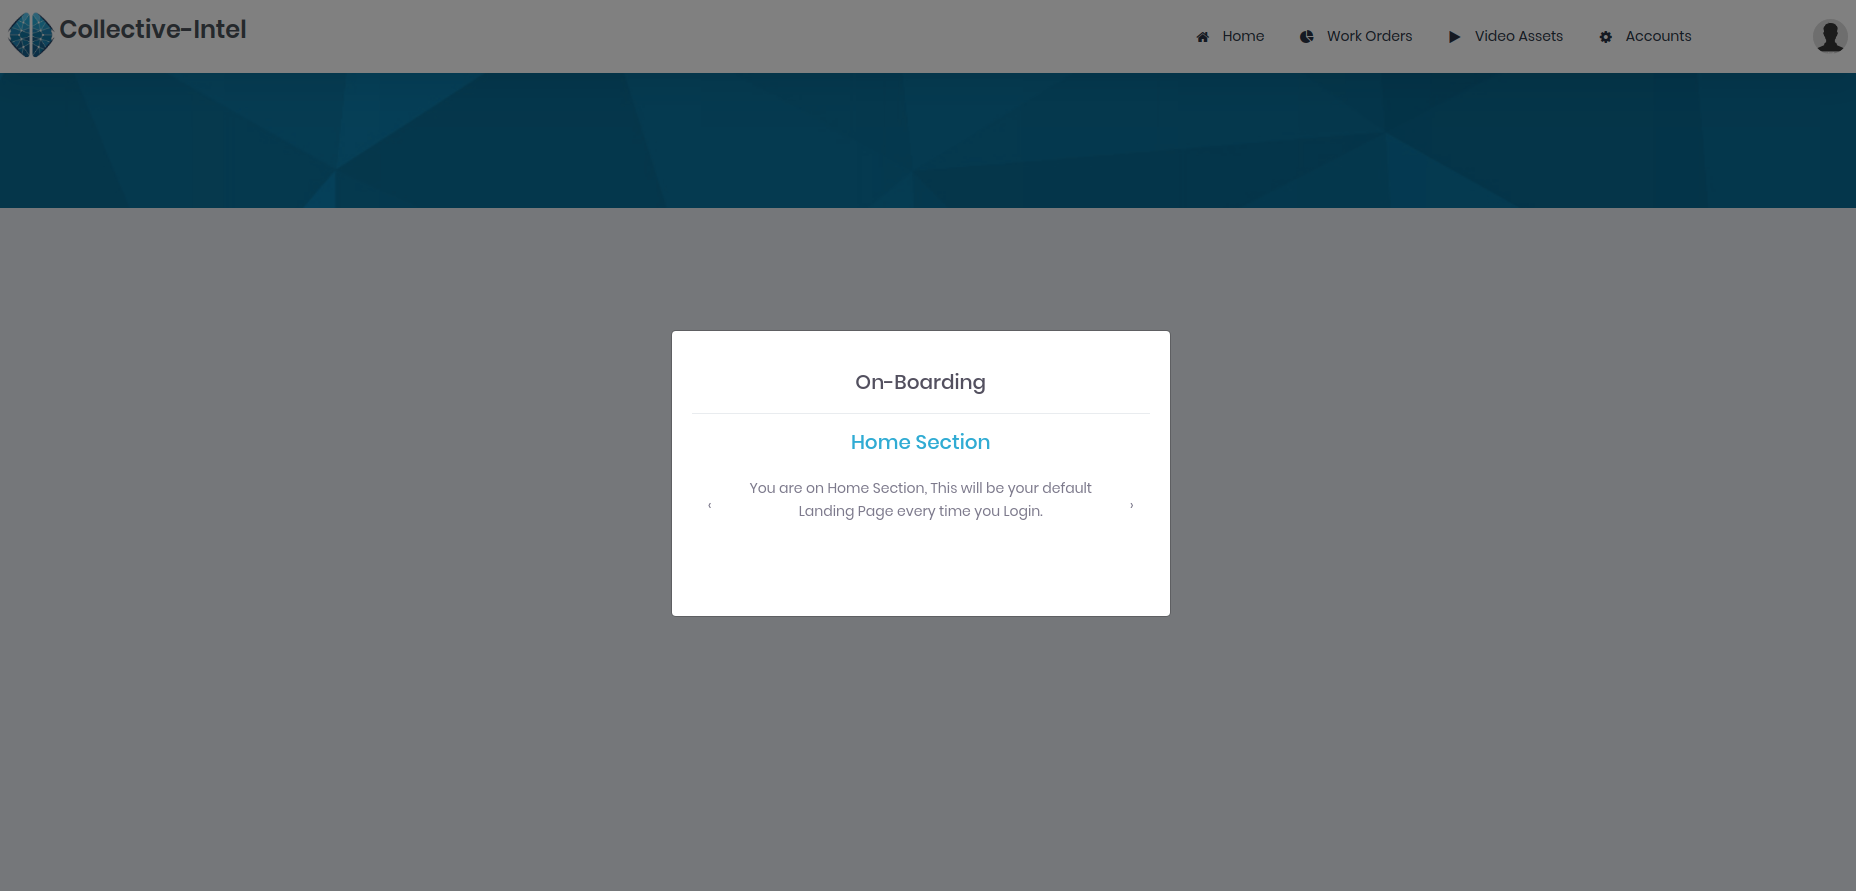 Collective-Intel
Home
Work Orders
Video Assets
Accounts
On-Boarding
Home Section
You are on Home Section, This will be your default
Landing Page every time you Login.
‹
›